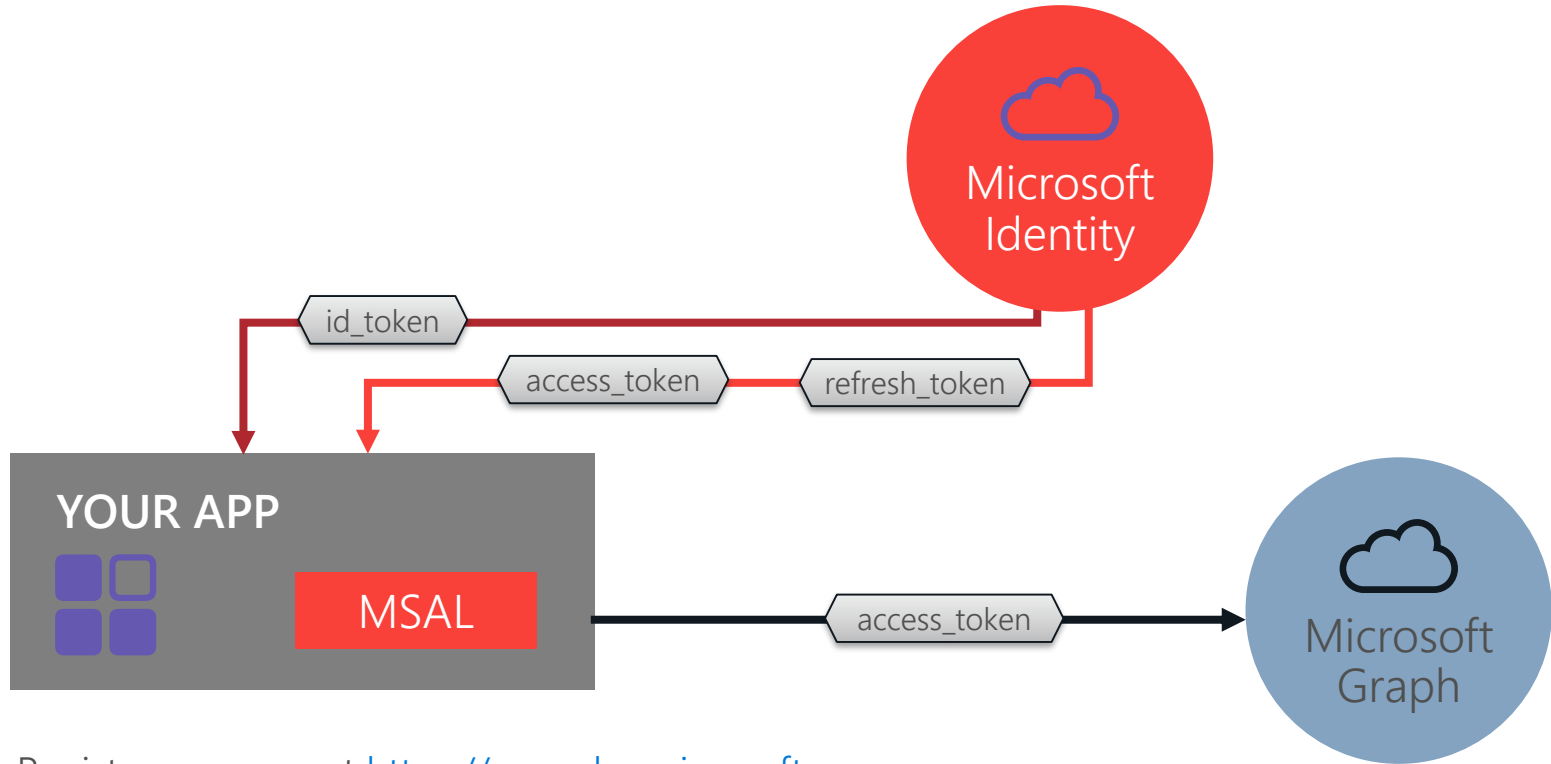 Microsoft
Identity
id_token
access_token
refresh_token
YOUR APP
MSAL
access_token
Microsoft
Graph